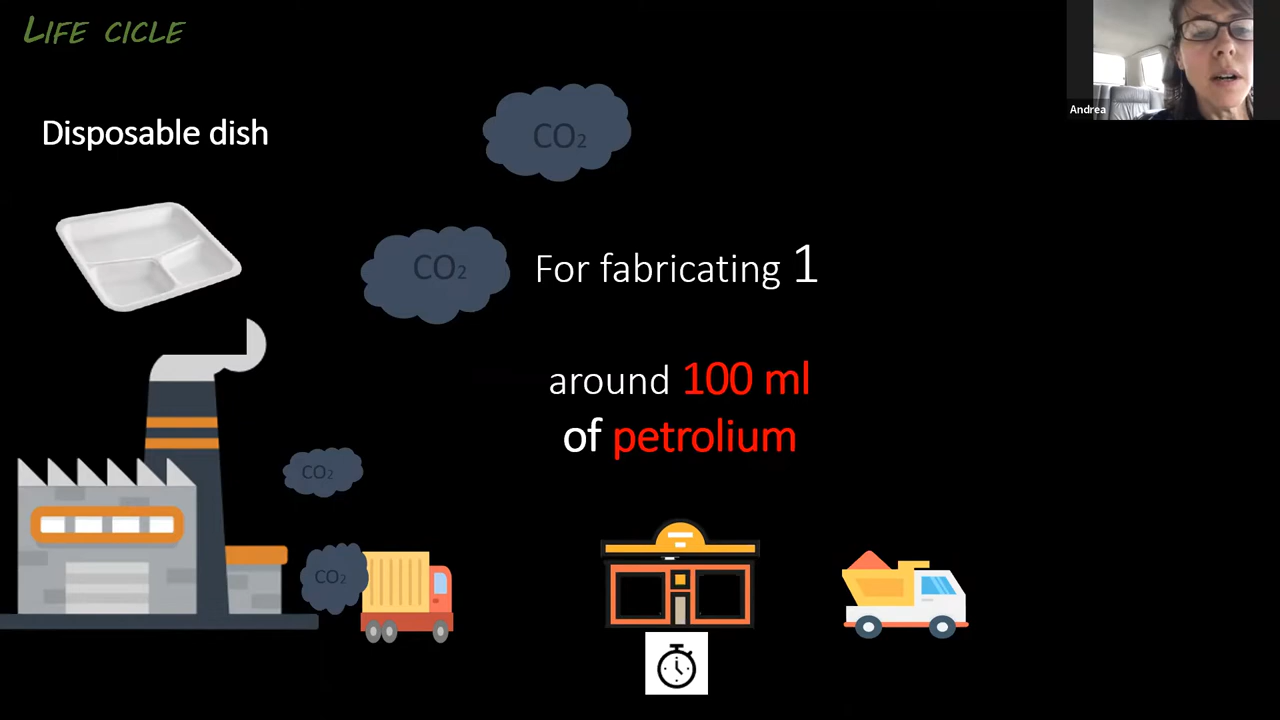 LIFE CICLE
Andrea
Disposable dish
CO2
CO2
For fabricating 1
around 100 ml
of petrolium
CO2
CO2